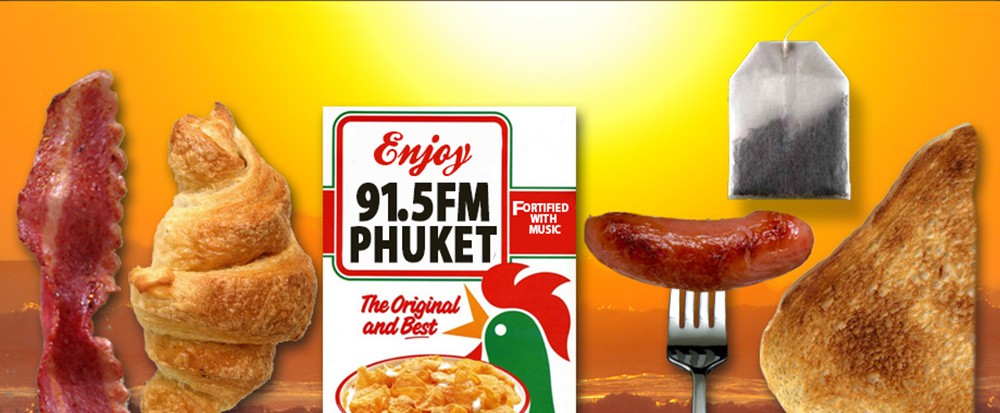 Enjoy
91.5FM
PHUKET
FORTIFIED
WITH
MUSIC
The Original
and Best